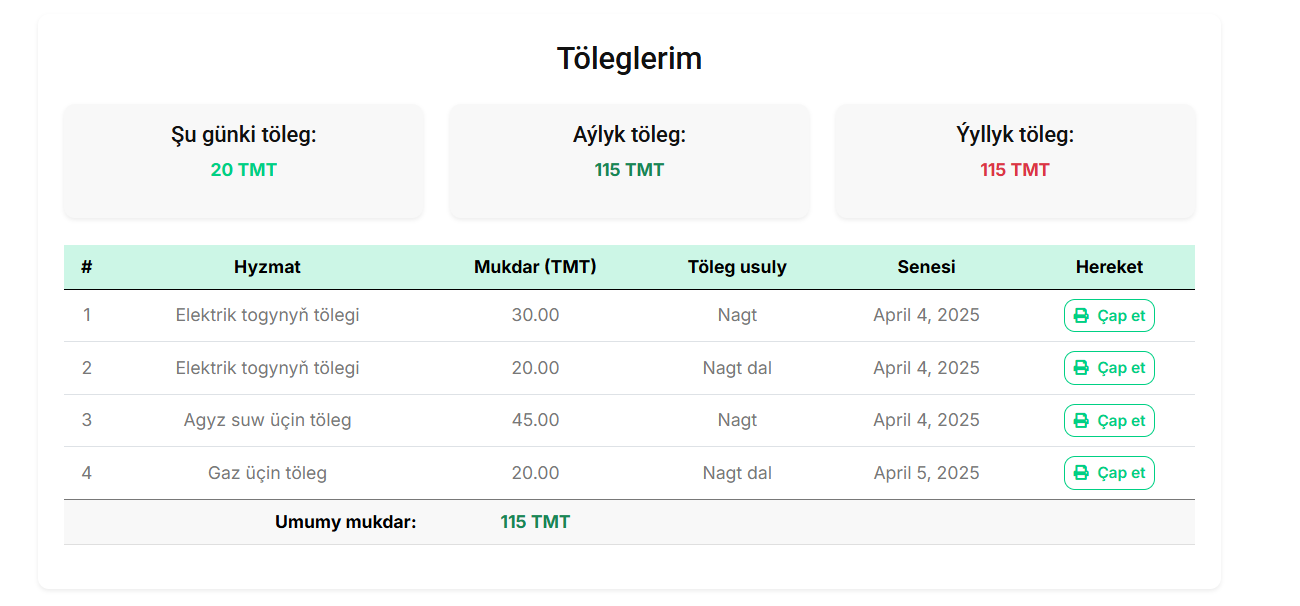 Töleglerim
Şu günki töleg: Aýlyk töleg: Ýyllyk töleg:
20 TMT 115 TMT 115 TMT
# Hyzmat Mukdar (TMT) Töleg usuly Senesi Hereket
1 Elektrik togynyň tölegi 30.00 Nagt April 4, 2025 Çap et
2 Elektrik togynyň tölegi 20.00 Nagt dal April 4, 2025 Çap et
3 Agyz suw üçin töleg 45.00 Nagt April 4, 2025 Çap et
4 Gaz üçin töleg 20.00 Nagt dal April 5, 2025 Çap et
Umumy mukdar: 115 TMT